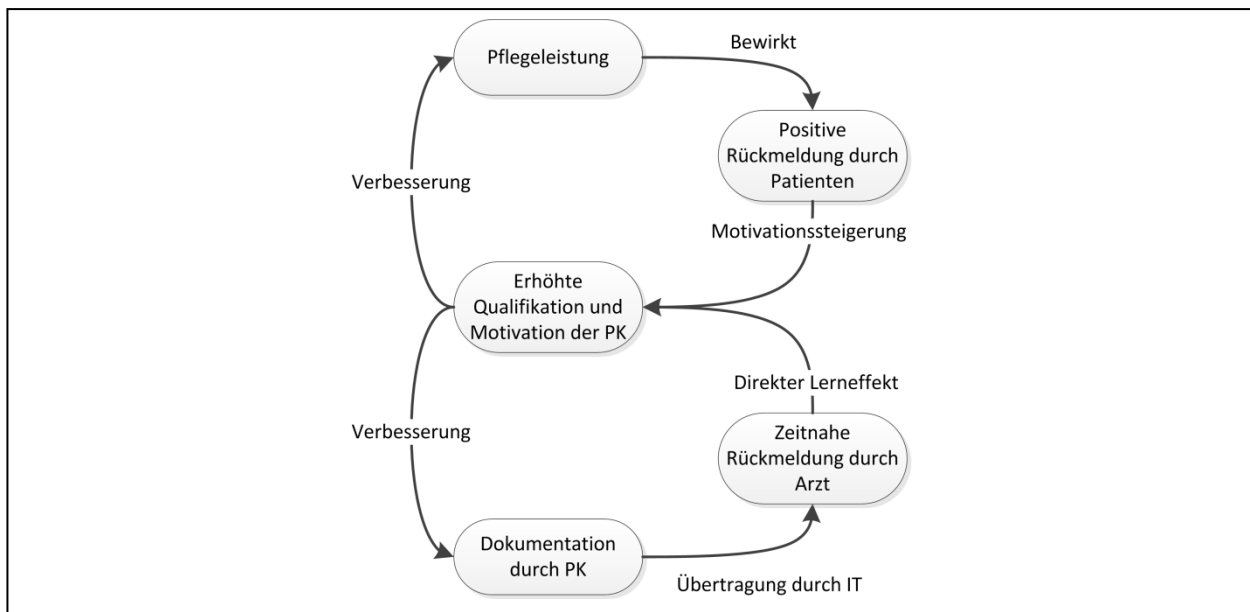 Bewirkt
Pflegeleistung
Positive
Rückmeldung durch
Patienten
Verbesserung
Motivationssteigerung
Erhöhte
Qualifikation und
Motivation der PK
Direkter Lerneffekt
Verbesserung
Zeitnahe
Rückmeldung durch
Arzt
Dokumentation
durch PK
Übertragung durch IT